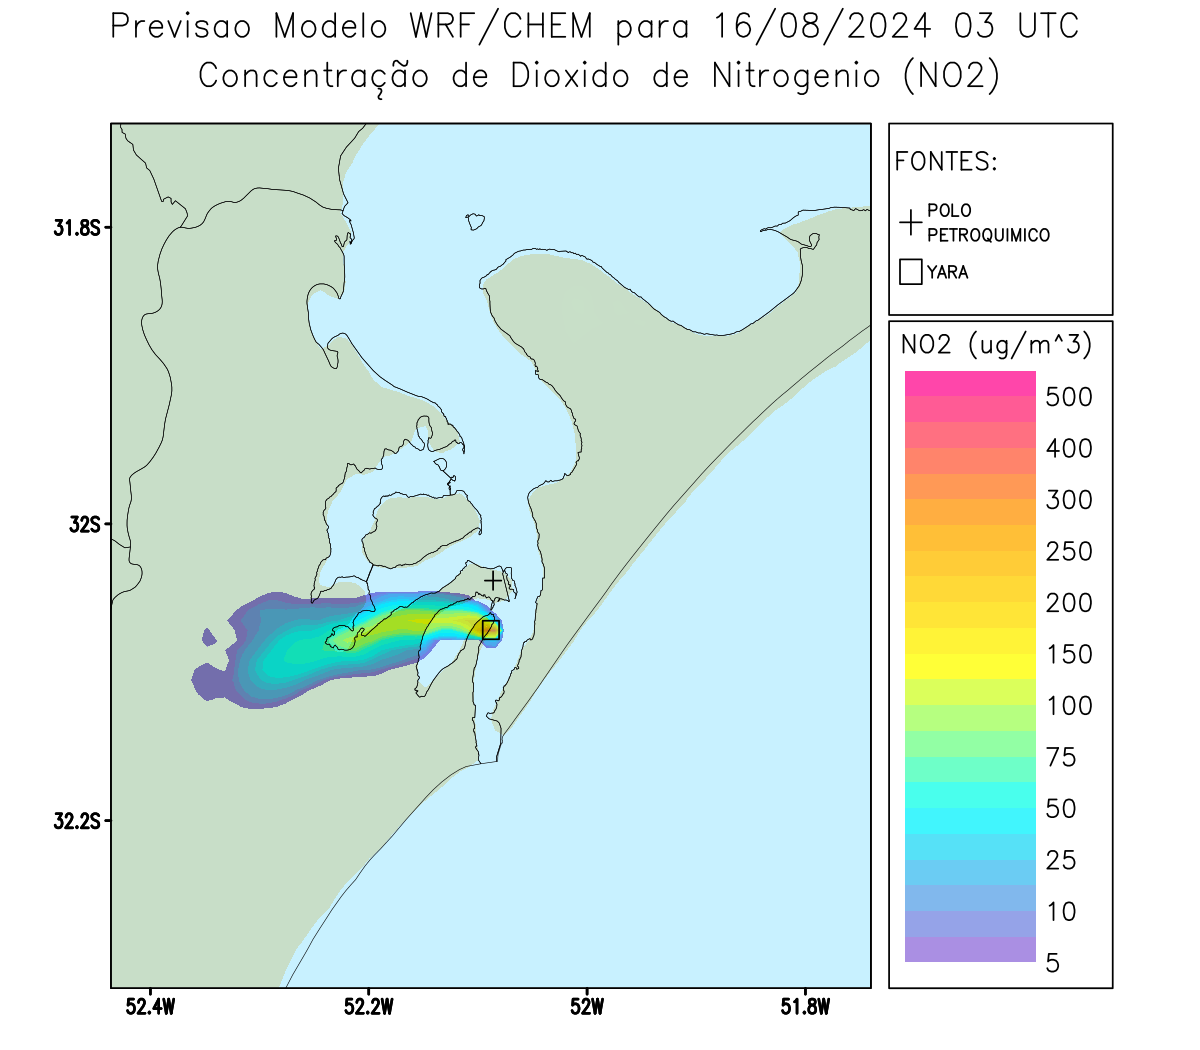 Previsao Modelo WRF/CHEM para 16/08/2024 03 UTC
Concentração de Dioxido de Nitrogenio (NO2)
FONTES:
POLO
PETROQUIMICO
YARA
NO2 (ug/m^3)
500
400
300
250
200
150
100
75
50
25
10
5
31.8S
32S
32.2S
52.4W
52.2W
52W
51.8W